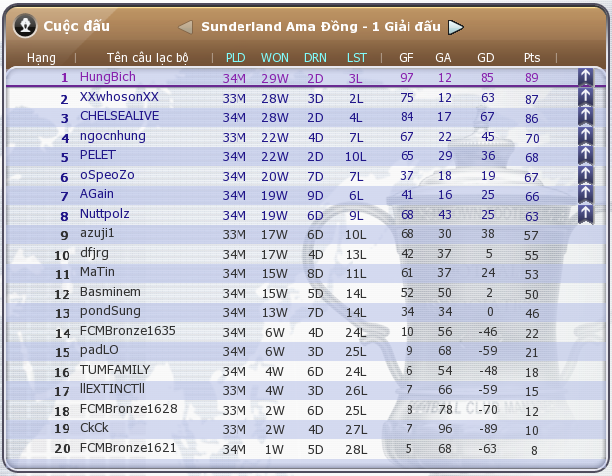 Cuộc đấu
Sunderland Ama Đồng - 1 Giải đấu
Hạng Tên câu lạc bộ PLD WON DRN LST GF GA GD Pts
1 HungBich 34M 29W 2D 3L 97 12 85 89
2 XXwhosonXX 33M 28W 3D 2L 75 12 63 87
3 CHELSEALIVE 34M 28W 2D 4L 84 17 67 86
4 ngocnhung 33M 22W 4D 7L 67 22 45 70
5 PELET 34M 22W 2D 10L 65 29 36 68
6 oSpeoZo 34M 20W 7D 7L 37 18 19 67
7 AGain 34M 19W 9D 6L 41 16 25 66
8 Nuttpolz 34M 19W 6D 9L 68 43 25 63
9 azuji1 33M 17W 6D 10L 68 30 38 57
10 dfjrg 34M 17W 4D 13L 42 37 5 55
11 MaTin 34M 15W 8D 11L 61 37 24 53
12 Basminem 34M 15W 5D 14L 52 50 2 50
13 pondSung 34M 13W 7D 14L 34 34 0 46
14 FCMBronze1635 34M 6W 4D 24L 10 56 -46 22
15 padLO 34M 6W 3D 25L 9 68 -59 21
16 TUMFAMILY 34M 4W 6D 24L 6 54 -48 18
17 llEXTINCTll 33M 4W 3D 26L 7 66 -59 15
18 FCMBronze1628 33M 2W 6D 25L 8 78 -70 12
19 CkCk 33M 2W 4D 27L 7 96 -89 10
20 FCMBronze1621 34M 1W 5D 28L 5 68 -63 8